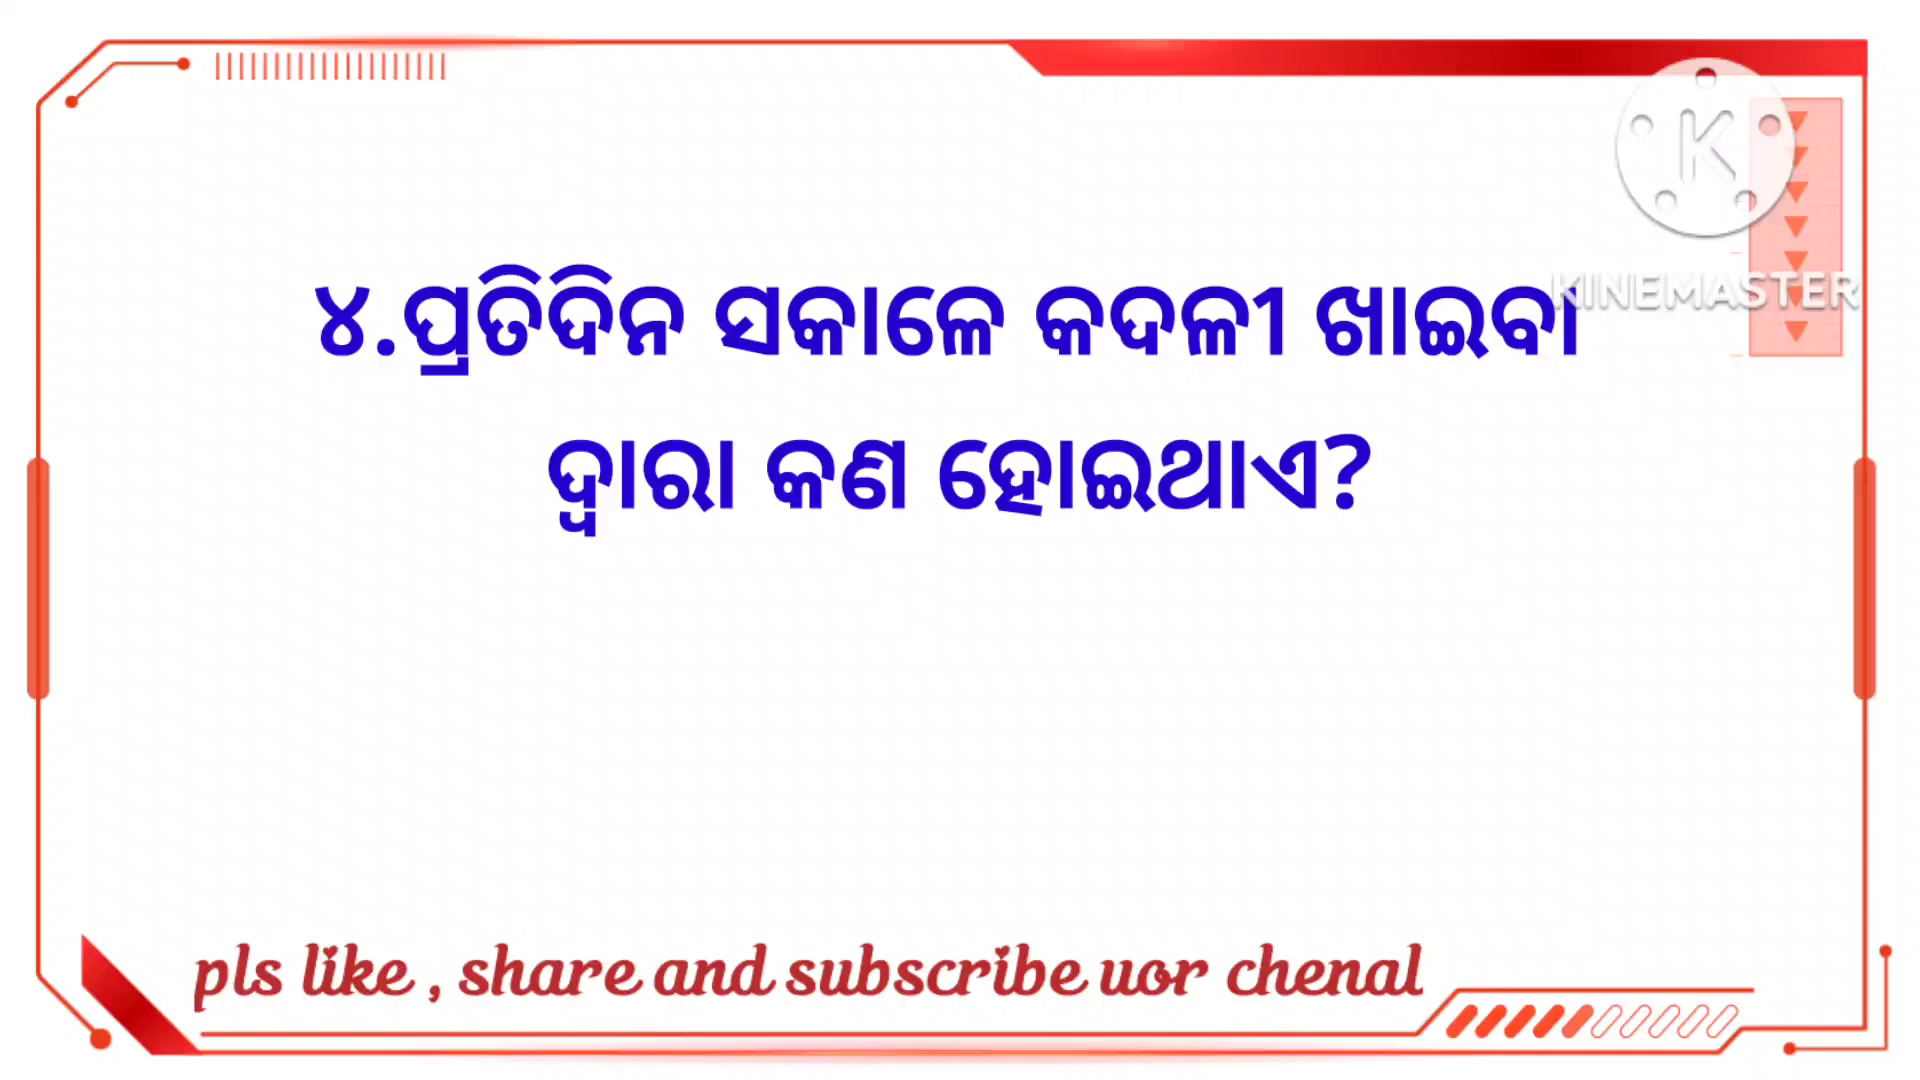 K
KINEMASTER
୪.ପ୍ରତିଦିନ ସକାଳେ କଦଳୀ ଖାଇବା
ଦ୍ୱାରା କଣ ହୋଇଥାଏ?
pls like , share and subscribe uor chenal